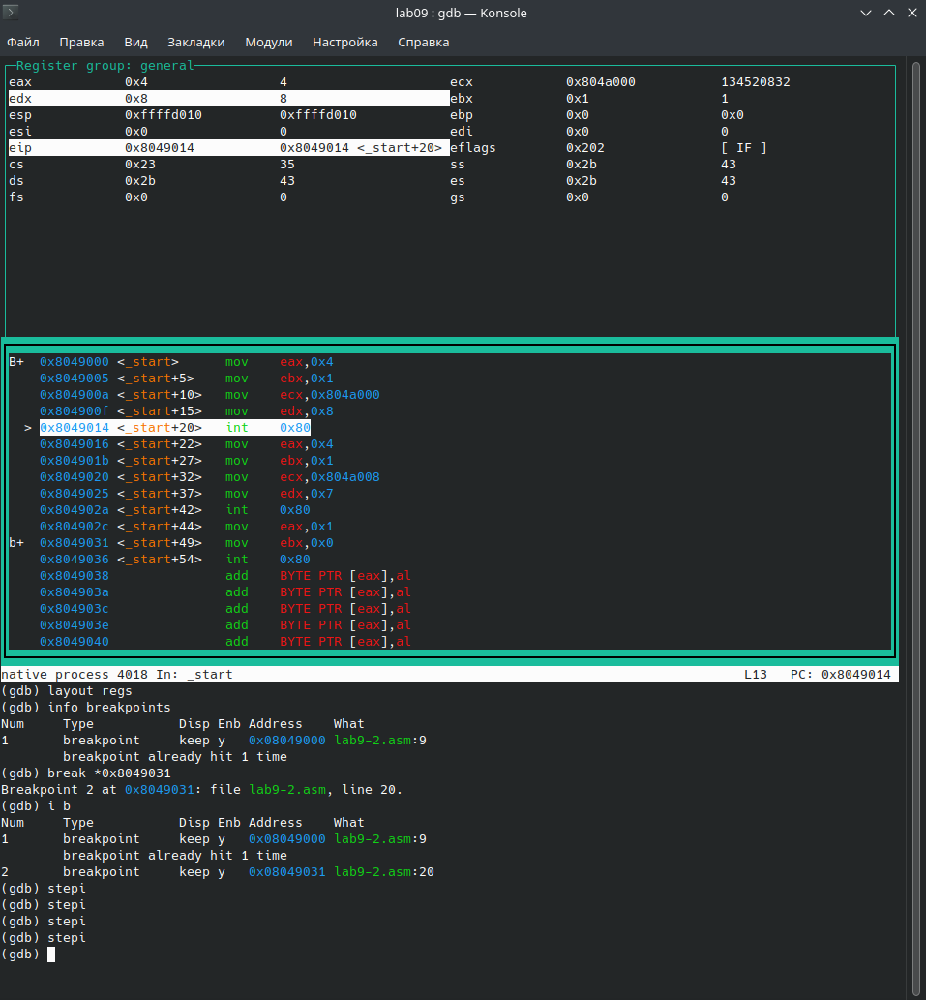 lab09 : gdb — Konsole
Файл Правка Вид Закладки Модули Настройка Справка
Register group: general
eax 0x4 4 ecx 0x804a000 134520832
edx 0x8 8 ebx 0x1 1
esp 0xffffd010 0xffffd010 ebp 0x0 0x0
esi 0x0 0 edi 0x0 0
eip 0x8049014 0x8049014 <_start+20> eflags 0x202 [ IF ]
cs 0x23 35 ss 0x2b 43
ds 0x2b 43 es 0x2b 43
fs 0x0 0 gs 0x0 0
B+ 0x8049000 <_start> mov eax,0x4
0x8049005 <_start+5> mov ebx,0x1
0x804900a <_start+10> mov ecx,0x804a000
0x804900f <_start+15> mov edx,0x8
> 0x8049014 <_start+20> int 0x80
0x8049016 <_start+22> mov eax,0x4
0x804901b <_start+27> mov ebx,0x1
0x8049020 <_start+32> mov ecx,0x804a008
0x8049025 <_start+37> mov edx,0x7
0x804902a <_start+42> int 0x80
0x804902c <_start+44> mov eax,0x1
b+ 0x8049031 <_start+49> mov ebx,0x0
0x8049036 <_start+54> int 0x80
0x8049038 add BYTE PTR [eax],al
0x804903a add BYTE PTR [eax],al
0x804903c add BYTE PTR [eax],al
0x804903e add BYTE PTR [eax],al
0x8049040 add BYTE PTR [eax],al
native process 4018 In: _start L13 PC: 0x8049014
(gdb) layout regs
(gdb) info breakpoints
Num Type Disp Enb Address What
1 breakpoint keep y 0x08049000 lab9-2.asm:9
breakpoint already hit 1 time
(gdb) break *0x8049031
Breakpoint 2 at 0x8049031: file lab9-2.asm, line 20.
(gdb) i b
Num Type Disp Enb Address What
1 breakpoint keep y 0x08049000 lab9-2.asm:9
breakpoint already hit 1 time
2 breakpoint keep y 0x08049031 lab9-2.asm:20
(gdb) stepi
(gdb) stepi
(gdb) stepi
(gdb) stepi
(gdb)